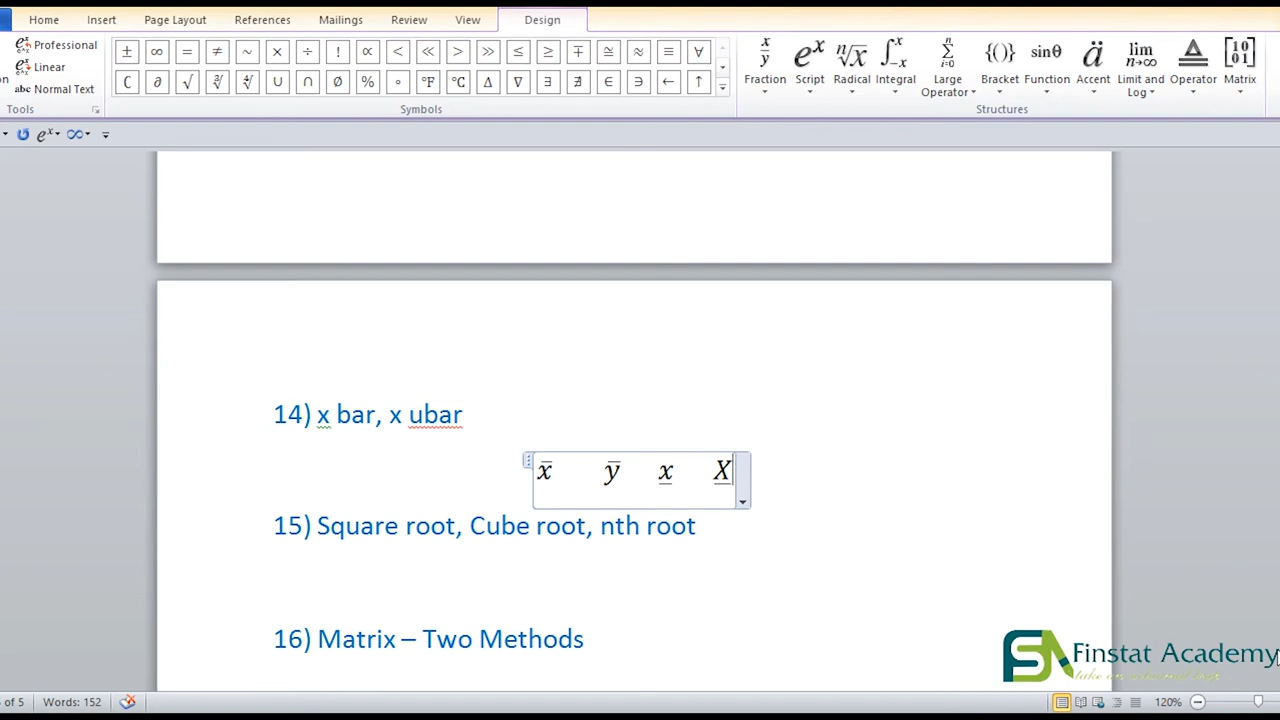 Home Insert Page Layout References Mailings Review View Design
Professional
Linear
abc Normal Text
Tools
± ∞ = ≠ ~ × ÷ ! ∝ < ≪ > ≫ ≤ ≥ ∓ ≅ ≈ ≡ ∀
∁ ∂ √ ∛ ∜ ∪ ∩ ∅ % ° °F °C ∆ ∇ ∃ ∄ ∈ ∋ ← ↑
Symbols
Fraction Script Radical Integral Large Operator Bracket Function Accent Limit and Log Operator Matrix
Structures
14) x bar, x ubar
x̅ y̅ x̲ X̲
15) Square root, Cube root, nth root
16) Matrix – Two Methods
Finstat Academy
of 5 Words: 152 120%